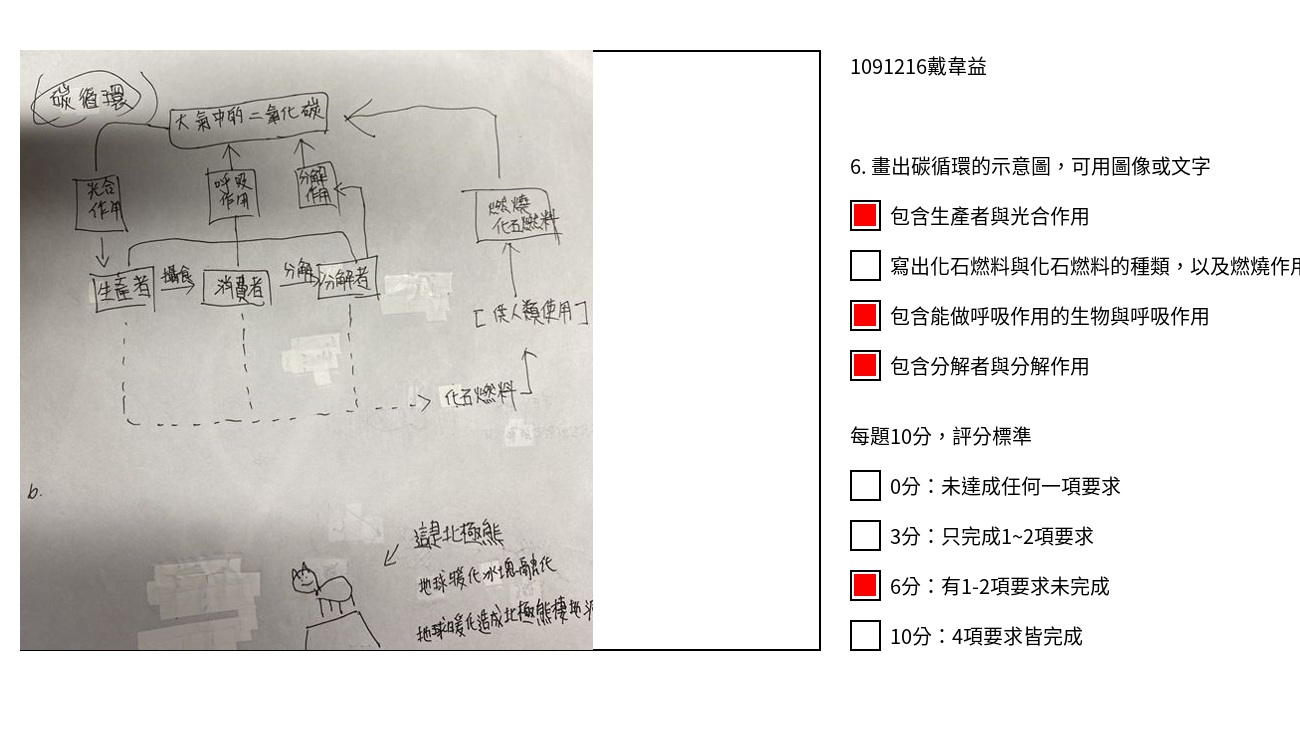 碳循環
大氣中的二氧化碳
光合
作用
呼吸
作用
分解
作用
燃燒
化石燃料
生產者
攝食
消費者
分解
分解者
[供人類使用]
化石燃料
b.
這是北極熊
地球暖化冰塊融化
地球暖化造成北極熊棲地
1091216戴韋益
6. 畫出碳循環的示意圖，可用圖像或文字
包含生產者與光合作用
寫出化石燃料與化石燃料的種類，以及燃燒作用
包含能做呼吸作用的生物與呼吸作用
包含分解者與分解作用
每題10分，評分標準
0分：未達成任何一項要求
3分：只完成1~2項要求
6分：有1-2項要求未完成
10分：4項要求皆完成